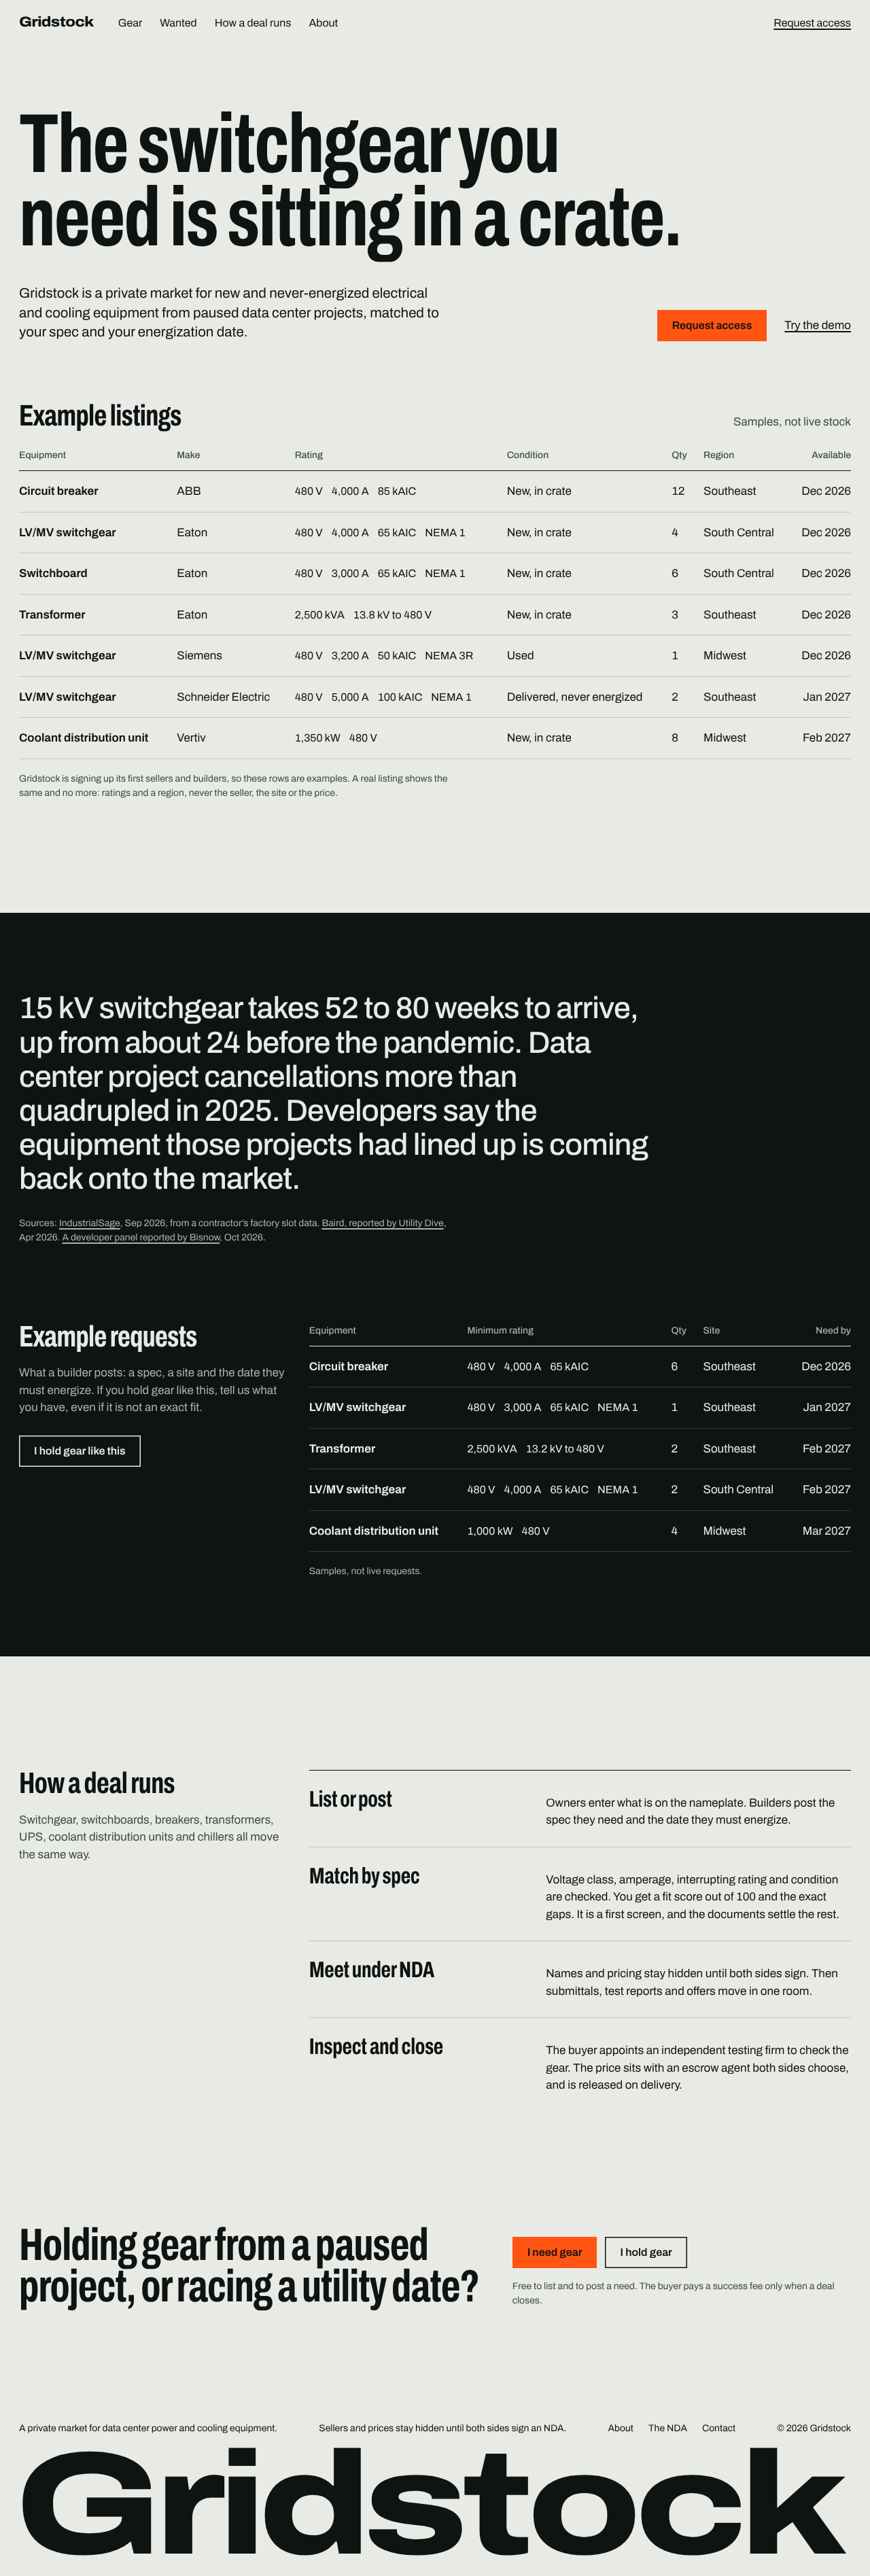 Gridstock Gear Wanted How a deal runs About Request access
The switchgear you
need is sitting in a crate.
Gridstock is a private market for new and never-energized electrical
and cooling equipment from paused data center projects, matched to
your spec and your energization date.
Request access Try the demo
Example listings
Samples, not live stock
Equipment Make Rating Condition Qty Region Available
Circuit breaker ABB 480 V 4,000 A 85 kAIC New, in crate 12 Southeast Dec 2026
LV/MV switchgear Eaton 480 V 4,000 A 65 kAIC NEMA 1 New, in crate 4 South Central Dec 2026
Switchboard Eaton 480 V 3,000 A 65 kAIC NEMA 1 New, in crate 6 South Central Dec 2026
Transformer Eaton 2,500 kVA 13.8 kV to 480 V New, in crate 3 Southeast Dec 2026
LV/MV switchgear Siemens 480 V 3,200 A 50 kAIC NEMA 3R Used 1 Midwest Dec 2026
LV/MV switchgear Schneider Electric 480 V 5,000 A 100 kAIC NEMA 1 Delivered, never energized 2 Southeast Jan 2027
Coolant distribution unit Vertiv 1,350 kW 480 V New, in crate 8 Midwest Feb 2027
Gridstock is signing up its first sellers and builders, so these rows are examples. A real listing shows the
same and no more: ratings and a region, never the seller, the site or the price.
15 kV switchgear takes 52 to 80 weeks to arrive,
up from about 24 before the pandemic. Data
center project cancellations more than
quadrupled in 2025. Developers say the
equipment those projects had lined up is coming
back onto the market.
Sources: IndustrialSage, Sep 2026, from a contractor's factory slot data. Baird, reported by Utility Dive,
Apr 2026. A developer panel reported by Bisnow, Oct 2026.
Example requests
What a builder posts: a spec, a site and the date they
must energize. If you hold gear like this, tell us what
you have, even if it is not an exact fit.
I hold gear like this
Equipment Minimum rating Qty Site Need by
Circuit breaker 480 V 4,000 A 65 kAIC 6 Southeast Dec 2026
LV/MV switchgear 480 V 3,000 A 65 kAIC NEMA 1 1 Southeast Jan 2027
Transformer 2,500 kVA 13.2 kV to 480 V 2 Southeast Feb 2027
LV/MV switchgear 480 V 4,000 A 65 kAIC NEMA 1 2 South Central Feb 2027
Coolant distribution unit 1,000 kW 480 V 4 Midwest Mar 2027
Samples, not live requests.
How a deal runs
Switchgear, switchboards, breakers, transformers,
UPS, coolant distribution units and chillers all move
the same way.
List or post
Owners enter what is on the nameplate. Builders post the
spec they need and the date they must energize.
Match by spec
Voltage class, amperage, interrupting rating and condition
are checked. You get a fit score out of 100 and the exact
gaps. It is a first screen, and the documents settle the rest.
Meet under NDA
Names and pricing stay hidden until both sides sign. Then
submittals, test reports and offers move in one room.
Inspect and close
The buyer appoints an independent testing firm to check the
gear. The price sits with an escrow agent both sides choose,
and is released on delivery.
Holding gear from a paused
project, or racing a utility date?
I need gear I hold gear
Free to list and to post a need. The buyer pays a success fee only when a deal
closes.
A private market for data center power and cooling equipment. Sellers and prices stay hidden until both sides sign an NDA. About The NDA Contact © 2026 Gridstock
Gridstock